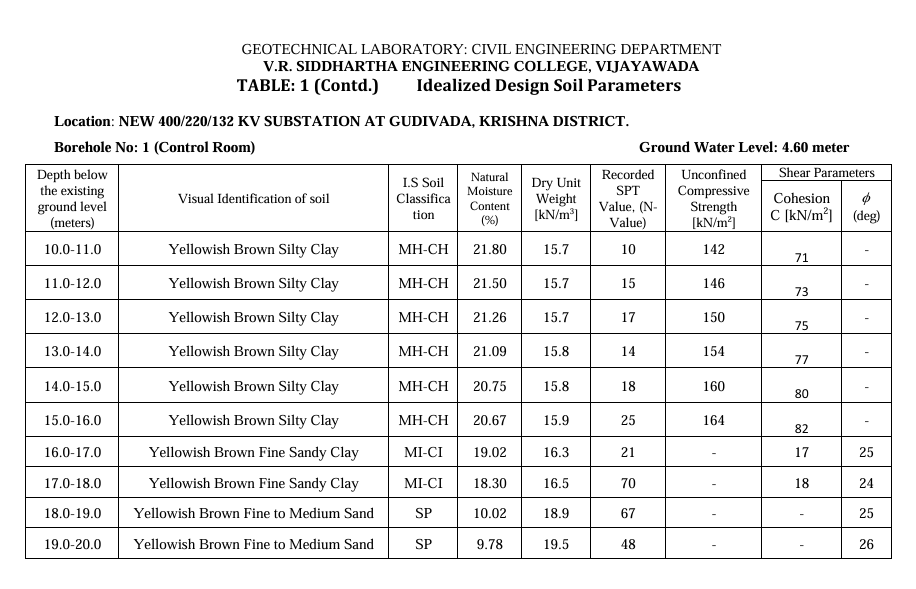 GEOTECHNICAL LABORATORY: CIVIL ENGINEERING DEPARTMENT
V.R. SIDDHARTHA ENGINEERING COLLEGE, VIJAYAWADA
TABLE: 1 (Contd.) Idealized Design Soil Parameters
Location: NEW 400/220/132 KV SUBSTATION AT GUDIVADA, KRISHNA DISTRICT.
Borehole No: 1 (Control Room) Ground Water Level: 4.60 meter
Depth below
the existing
ground level
(meters)
Visual Identification of soil
I.S Soil
Classifica
tion
Natural
Moisture
Content
(%)
Dry Unit
Weight
[kN/m³]
Recorded
SPT
Value, (N-
Value)
Unconfined
Compressive
Strength
[kN/m²]
Shear Parameters
Cohesion
C [kN/m²]
ϕ
(deg)
10.0-11.0 Yellowish Brown Silty Clay MH-CH 21.80 15.7 10 142 71 -
11.0-12.0 Yellowish Brown Silty Clay MH-CH 21.50 15.7 15 146 73 -
12.0-13.0 Yellowish Brown Silty Clay MH-CH 21.26 15.7 17 150 75 -
13.0-14.0 Yellowish Brown Silty Clay MH-CH 21.09 15.8 14 154 77 -
14.0-15.0 Yellowish Brown Silty Clay MH-CH 20.75 15.8 18 160 80 -
15.0-16.0 Yellowish Brown Silty Clay MH-CH 20.67 15.9 25 164 82 -
16.0-17.0 Yellowish Brown Fine Sandy Clay MI-CI 19.02 16.3 21 - 17 25
17.0-18.0 Yellowish Brown Fine Sandy Clay MI-CI 18.30 16.5 70 - 18 24
18.0-19.0 Yellowish Brown Fine to Medium Sand SP 10.02 18.9 67 - - 25
19.0-20.0 Yellowish Brown Fine to Medium Sand SP 9.78 19.5 48 - - 26